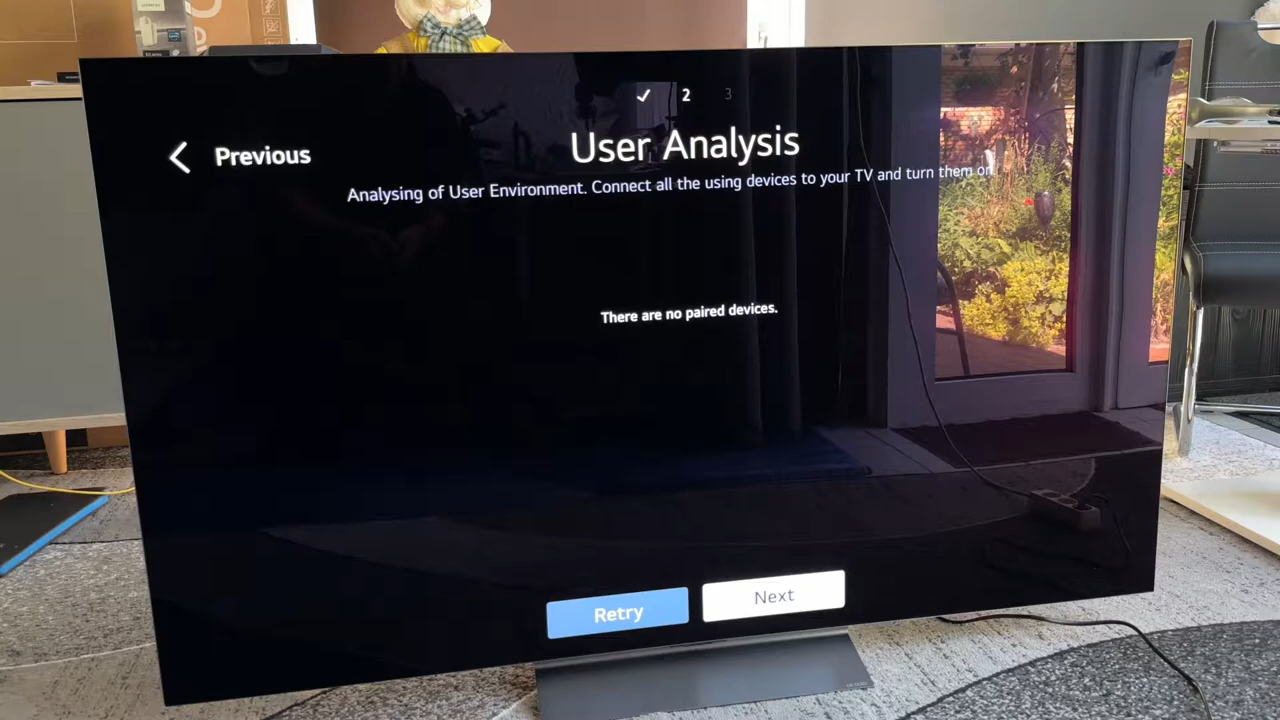 ✓ 2 3
Previous
User Analysis
Analysing of User Environment. Connect all the using devices to your TV and turn them on
There are no paired devices.
Retry
Next